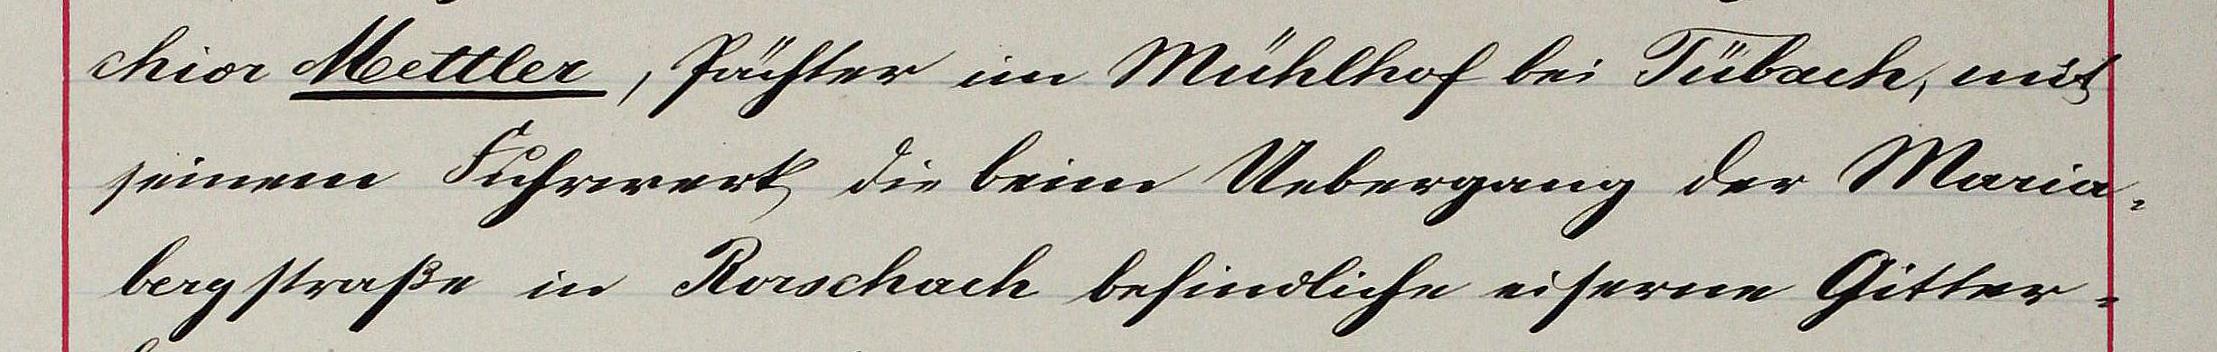 chior Mettler, Pächter im Mühlhof bei Tübach, mit
seinem Fuhrwerk die beim Uebergang der Maria-
bergstraße in Rorschach befindliche eiserne Gitter-